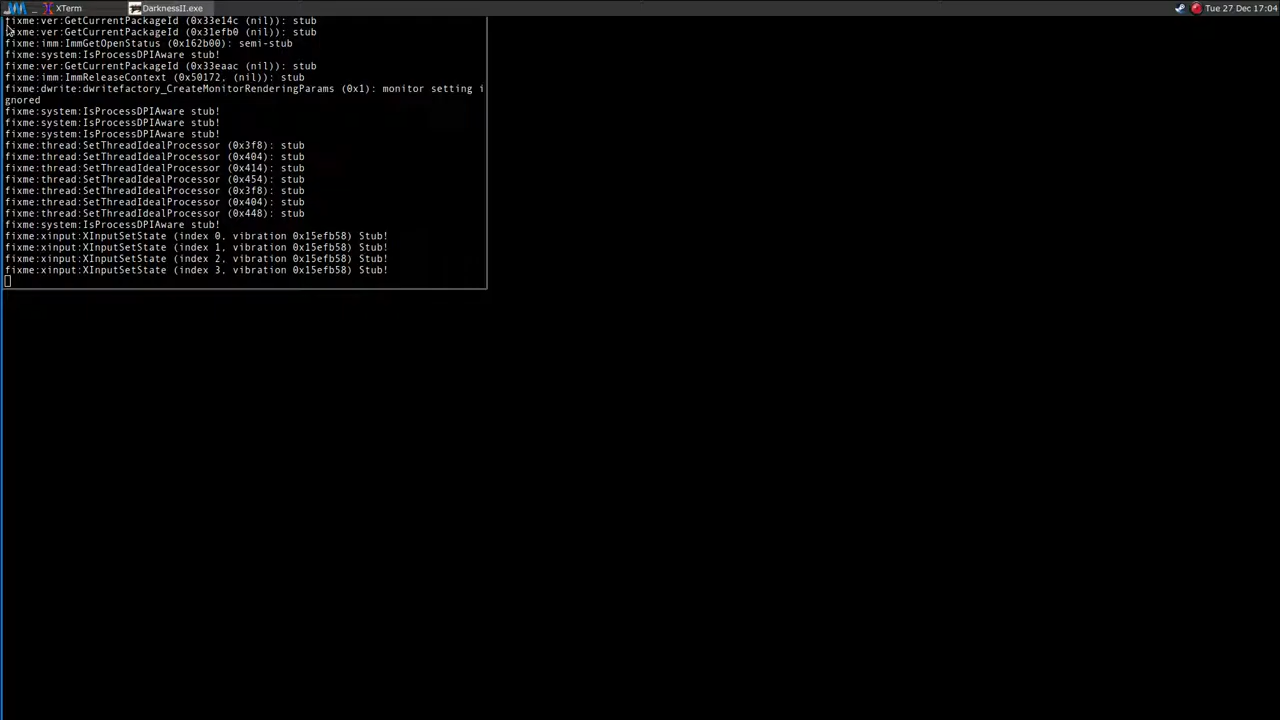 _ XTerm DarknessII.exe Tue 27 Dec 17:04
fixme:ver:GetCurrentPackageId (0x33e14c (nil)): stub
fixme:ver:GetCurrentPackageId (0x31efb0 (nil)): stub
fixme:imm:ImmGetOpenStatus (0x162b00): semi-stub
fixme:system:IsProcessDPIAware stub!
fixme:ver:GetCurrentPackageId (0x33eaac (nil)): stub
fixme:imm:ImmReleaseContext (0x50172, (nil)): stub
fixme:dwrite:dwritefactory_CreateMonitorRenderingParams (0x1): monitor setting i
gnored
fixme:system:IsProcessDPIAware stub!
fixme:system:IsProcessDPIAware stub!
fixme:system:IsProcessDPIAware stub!
fixme:thread:SetThreadIdealProcessor (0x3f8): stub
fixme:thread:SetThreadIdealProcessor (0x404): stub
fixme:thread:SetThreadIdealProcessor (0x414): stub
fixme:thread:SetThreadIdealProcessor (0x454): stub
fixme:thread:SetThreadIdealProcessor (0x3f8): stub
fixme:thread:SetThreadIdealProcessor (0x404): stub
fixme:thread:SetThreadIdealProcessor (0x448): stub
fixme:system:IsProcessDPIAware stub!
fixme:xinput:XInputSetState (index 0, vibration 0x15efb58) Stub!
fixme:xinput:XInputSetState (index 1, vibration 0x15efb58) Stub!
fixme:xinput:XInputSetState (index 2, vibration 0x15efb58) Stub!
fixme:xinput:XInputSetState (index 3, vibration 0x15efb58) Stub!